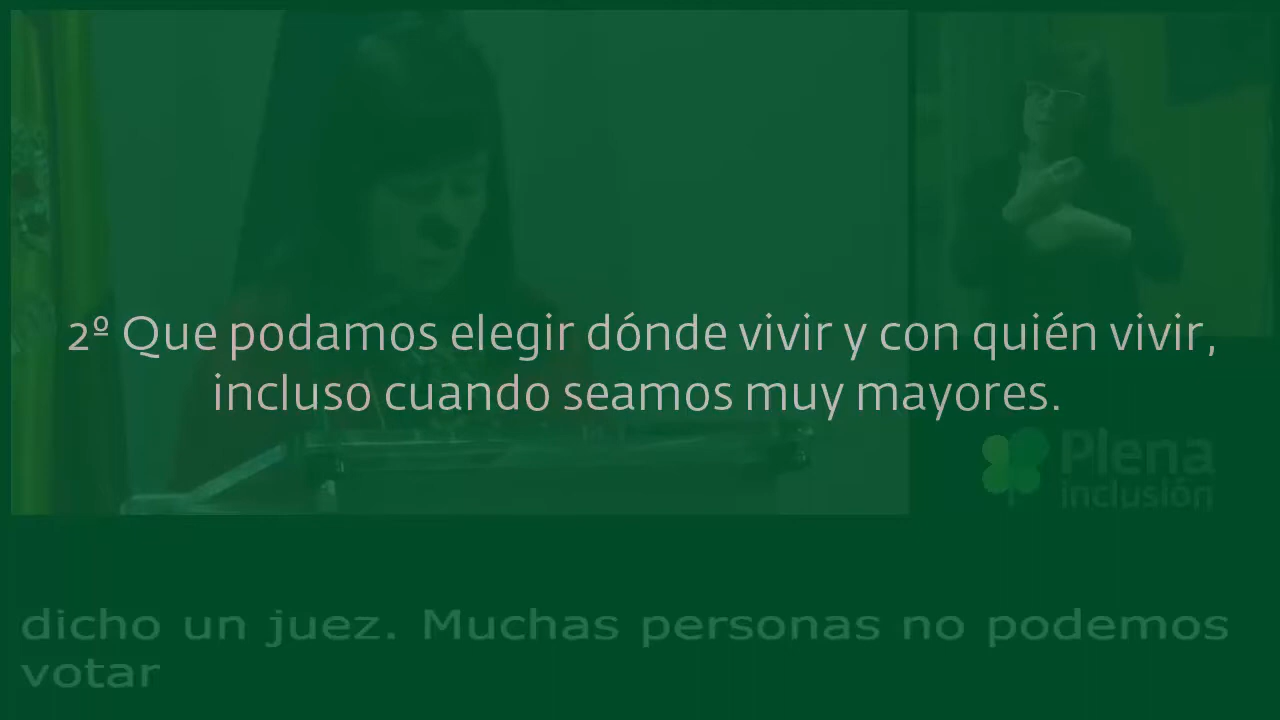 2º Que podamos elegir dónde vivir y con quién vivir,
incluso cuando seamos muy mayores.
Plena
inclusión
dicho un juez. Muchas personas no podemos
votar